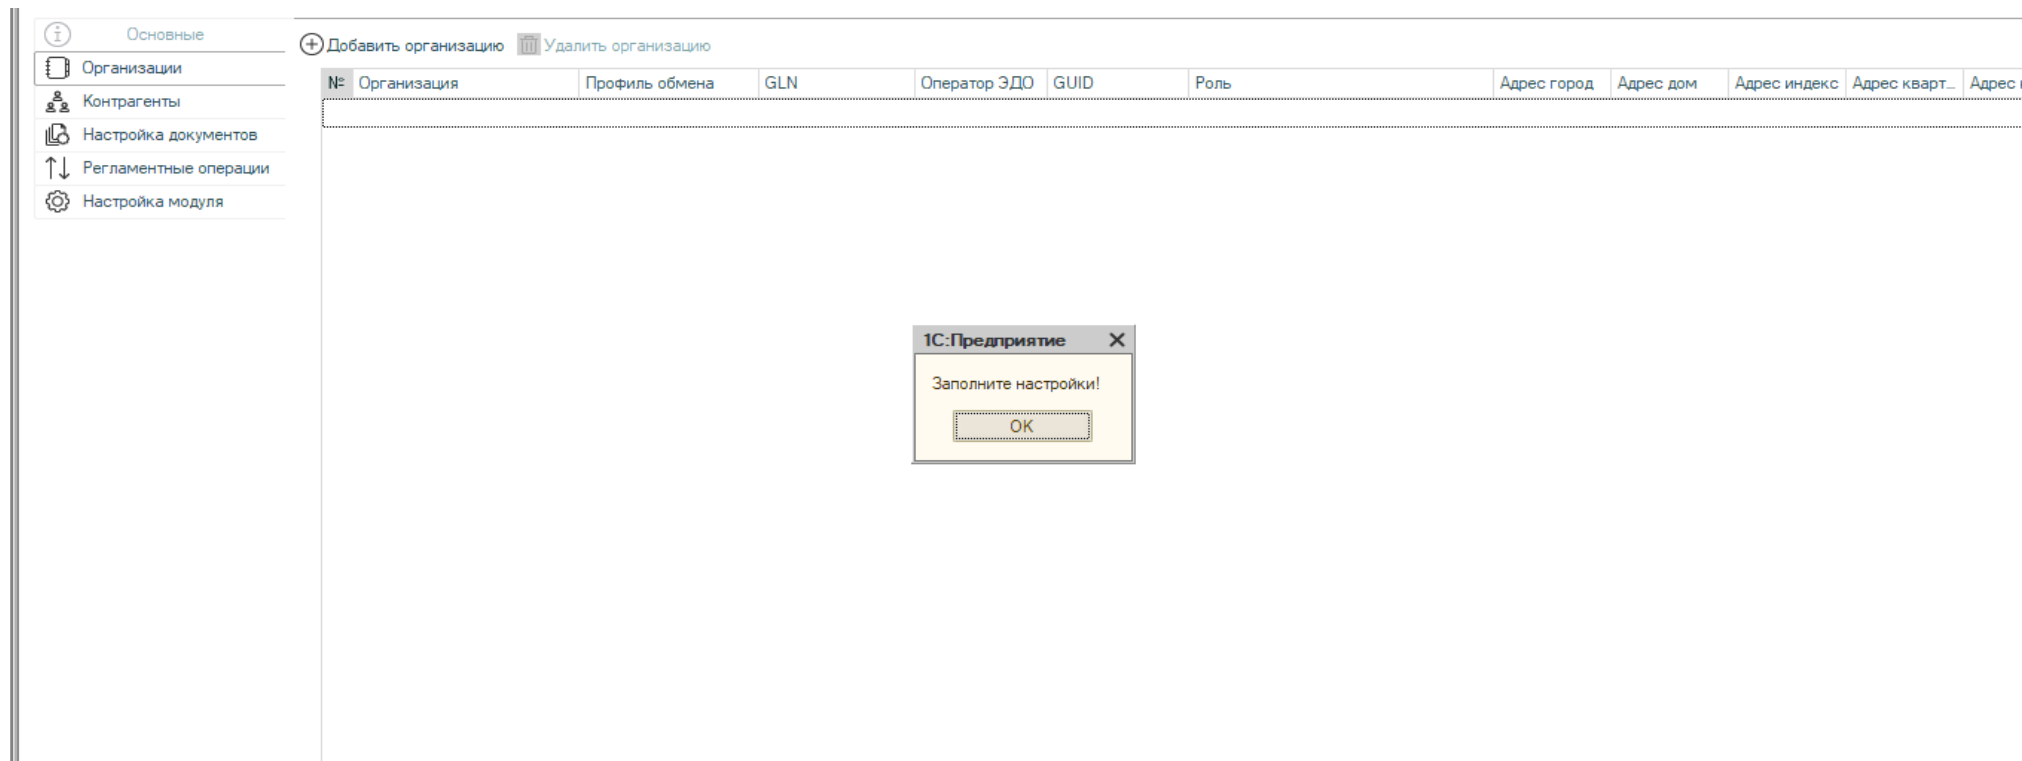 Основные
Организации
Контрагенты
Настройка документов
Регламентные операции
Настройка модуля
Добавить организацию Удалить организацию
N: Организация Профиль обмена GLN Оператор ЭДО GUID Роль Адрес город Адрес дом Адрес индекс Адрес кварт... Адрес
1С:Предприятие
Заполните настройки!
OK